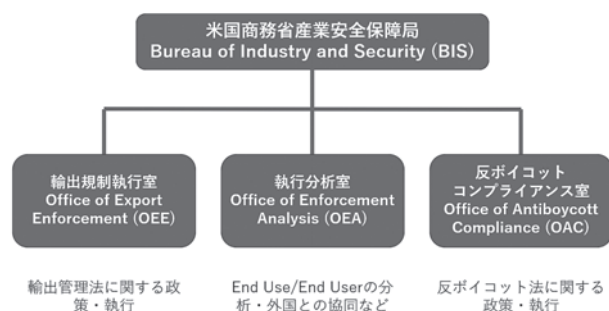 米国商務省産業安全保障局
Bureau of Industry and Security (BIS)
輸出規制執行室
Office of Export
Enforcement (OEE)
執行分析室
Office of Enforcement
Analysis (OEA)
反ボイコット
コンプライアンス室
Office of Antiboycott
Compliance (OAC)
輸出管理法に関する政
策・執行
End Use/End Userの分
析・外国との協同など
反ボイコット法に関する
政策・執行